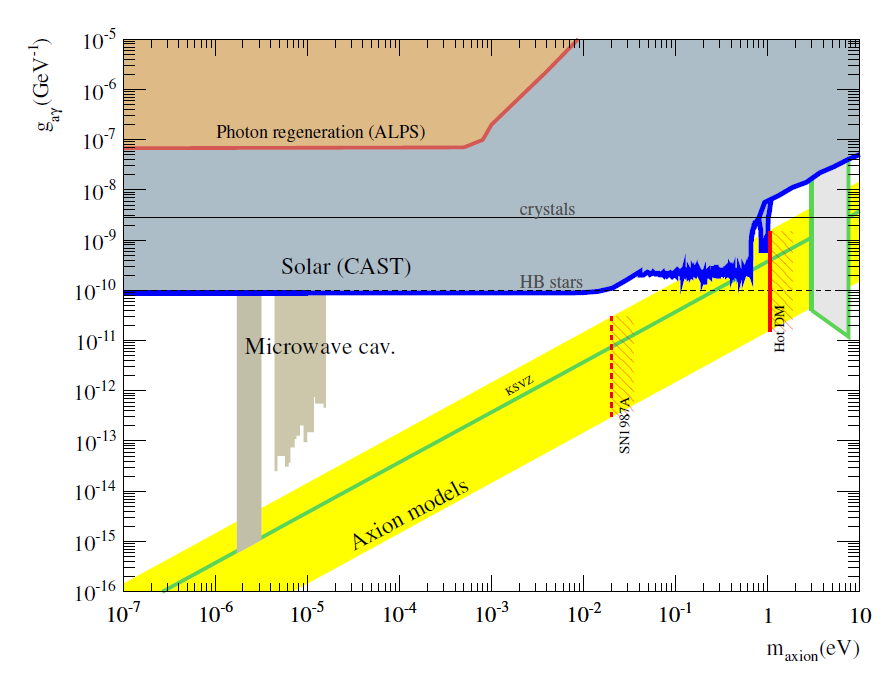 g_aγ(GeV^-1)
10^-5
10^-6
10^-7
10^-8
10^-9
10^-10
10^-11
10^-12
10^-13
10^-14
10^-15
10^-16
Photon regeneration (ALPS)
crystals
Solar (CAST)
HB stars
Microwave cav.
Hot DM
KSVZ
SN1987A
Axion models
10^-7
10^-6
10^-5
10^-4
10^-3
10^-2
10^-1
1
10
m_axion(eV)